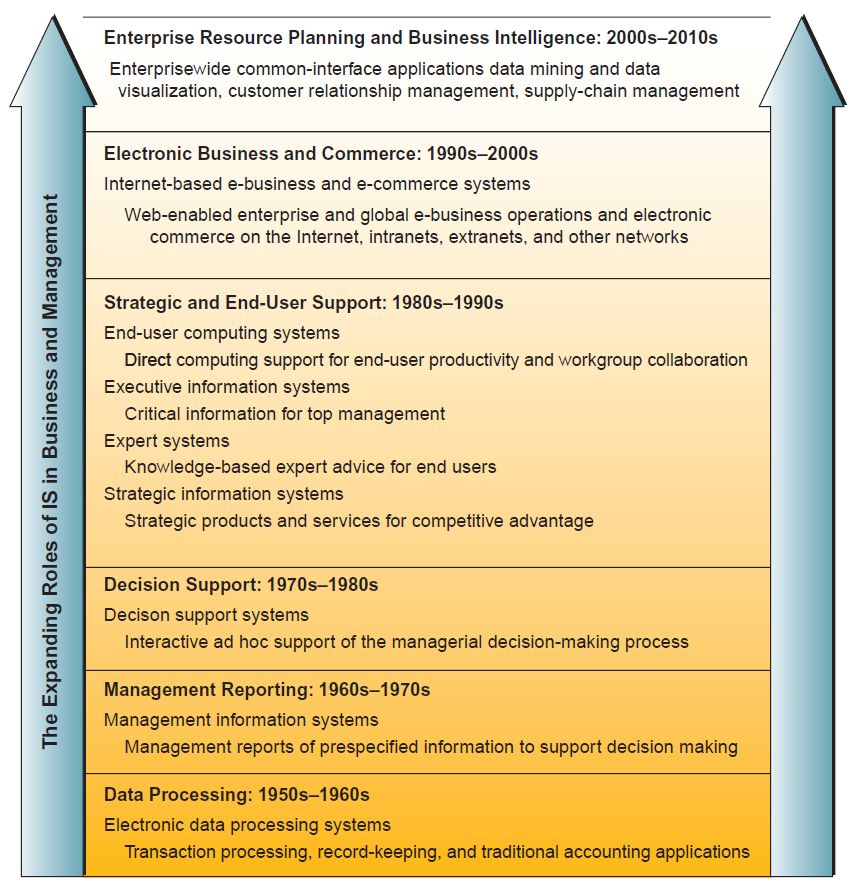 The Expanding Roles of IS in Business and Management
Enterprise Resource Planning and Business Intelligence: 2000s–2010s
Enterprisewide common-interface applications data mining and data
visualization, customer relationship management, supply-chain management
Electronic Business and Commerce: 1990s–2000s
Internet-based e-business and e-commerce systems
Web-enabled enterprise and global e-business operations and electronic
commerce on the Internet, intranets, extranets, and other networks
Strategic and End-User Support: 1980s–1990s
End-user computing systems
Direct computing support for end-user productivity and workgroup collaboration
Executive information systems
Critical information for top management
Expert systems
Knowledge-based expert advice for end users
Strategic information systems
Strategic products and services for competitive advantage
Decision Support: 1970s–1980s
Decison support systems
Interactive ad hoc support of the managerial decision-making process
Management Reporting: 1960s–1970s
Management information systems
Management reports of prespecified information to support decision making
Data Processing: 1950s–1960s
Electronic data processing systems
Transaction processing, record-keeping, and traditional accounting applications